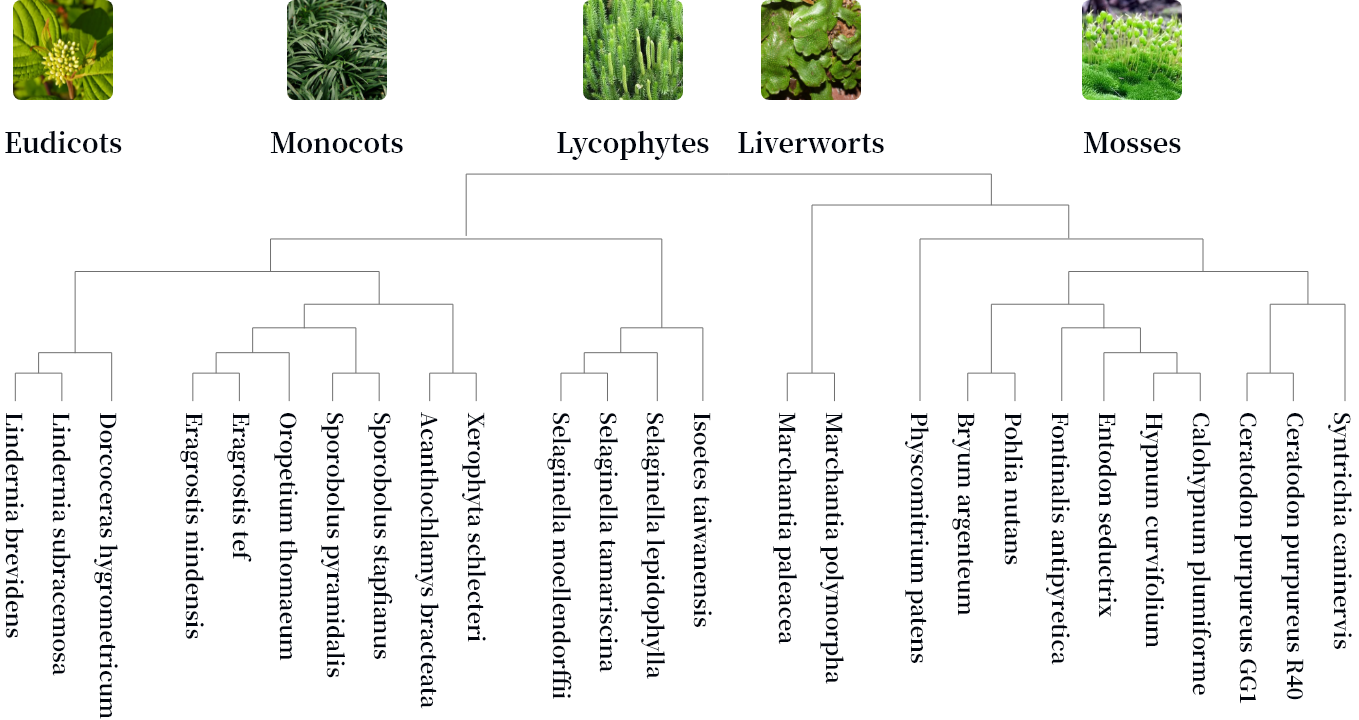 Eudicots
Monocots
Lycophytes
Liverworts
Mosses
Lindernia brevidens
Lindernia subracemosa
Dorcoceras hygrometricum
Eragrostis nindensis
Eragrostis tef
Oropetium thomaeum
Sporobolus pyramidalis
Sporobolus stapfianus
Acanthochlamys bracteata
Xerophyta schlecteri
Selaginella moellendorffii
Selaginella tamariscina
Selaginella lepidophylla
Isoetes taiwanensis
Marchantia paleacea
Marchantia polymorpha
Physcomitrium patens
Bryum argenteum
Pohlia nutans
Fontinalis antipyretica
Entodon seductrix
Hypnum curvifolium
Calohypnum plumiforme
Ceratodon purpureus GG1
Ceratodon purpureus R40
Syntrichia caninervis